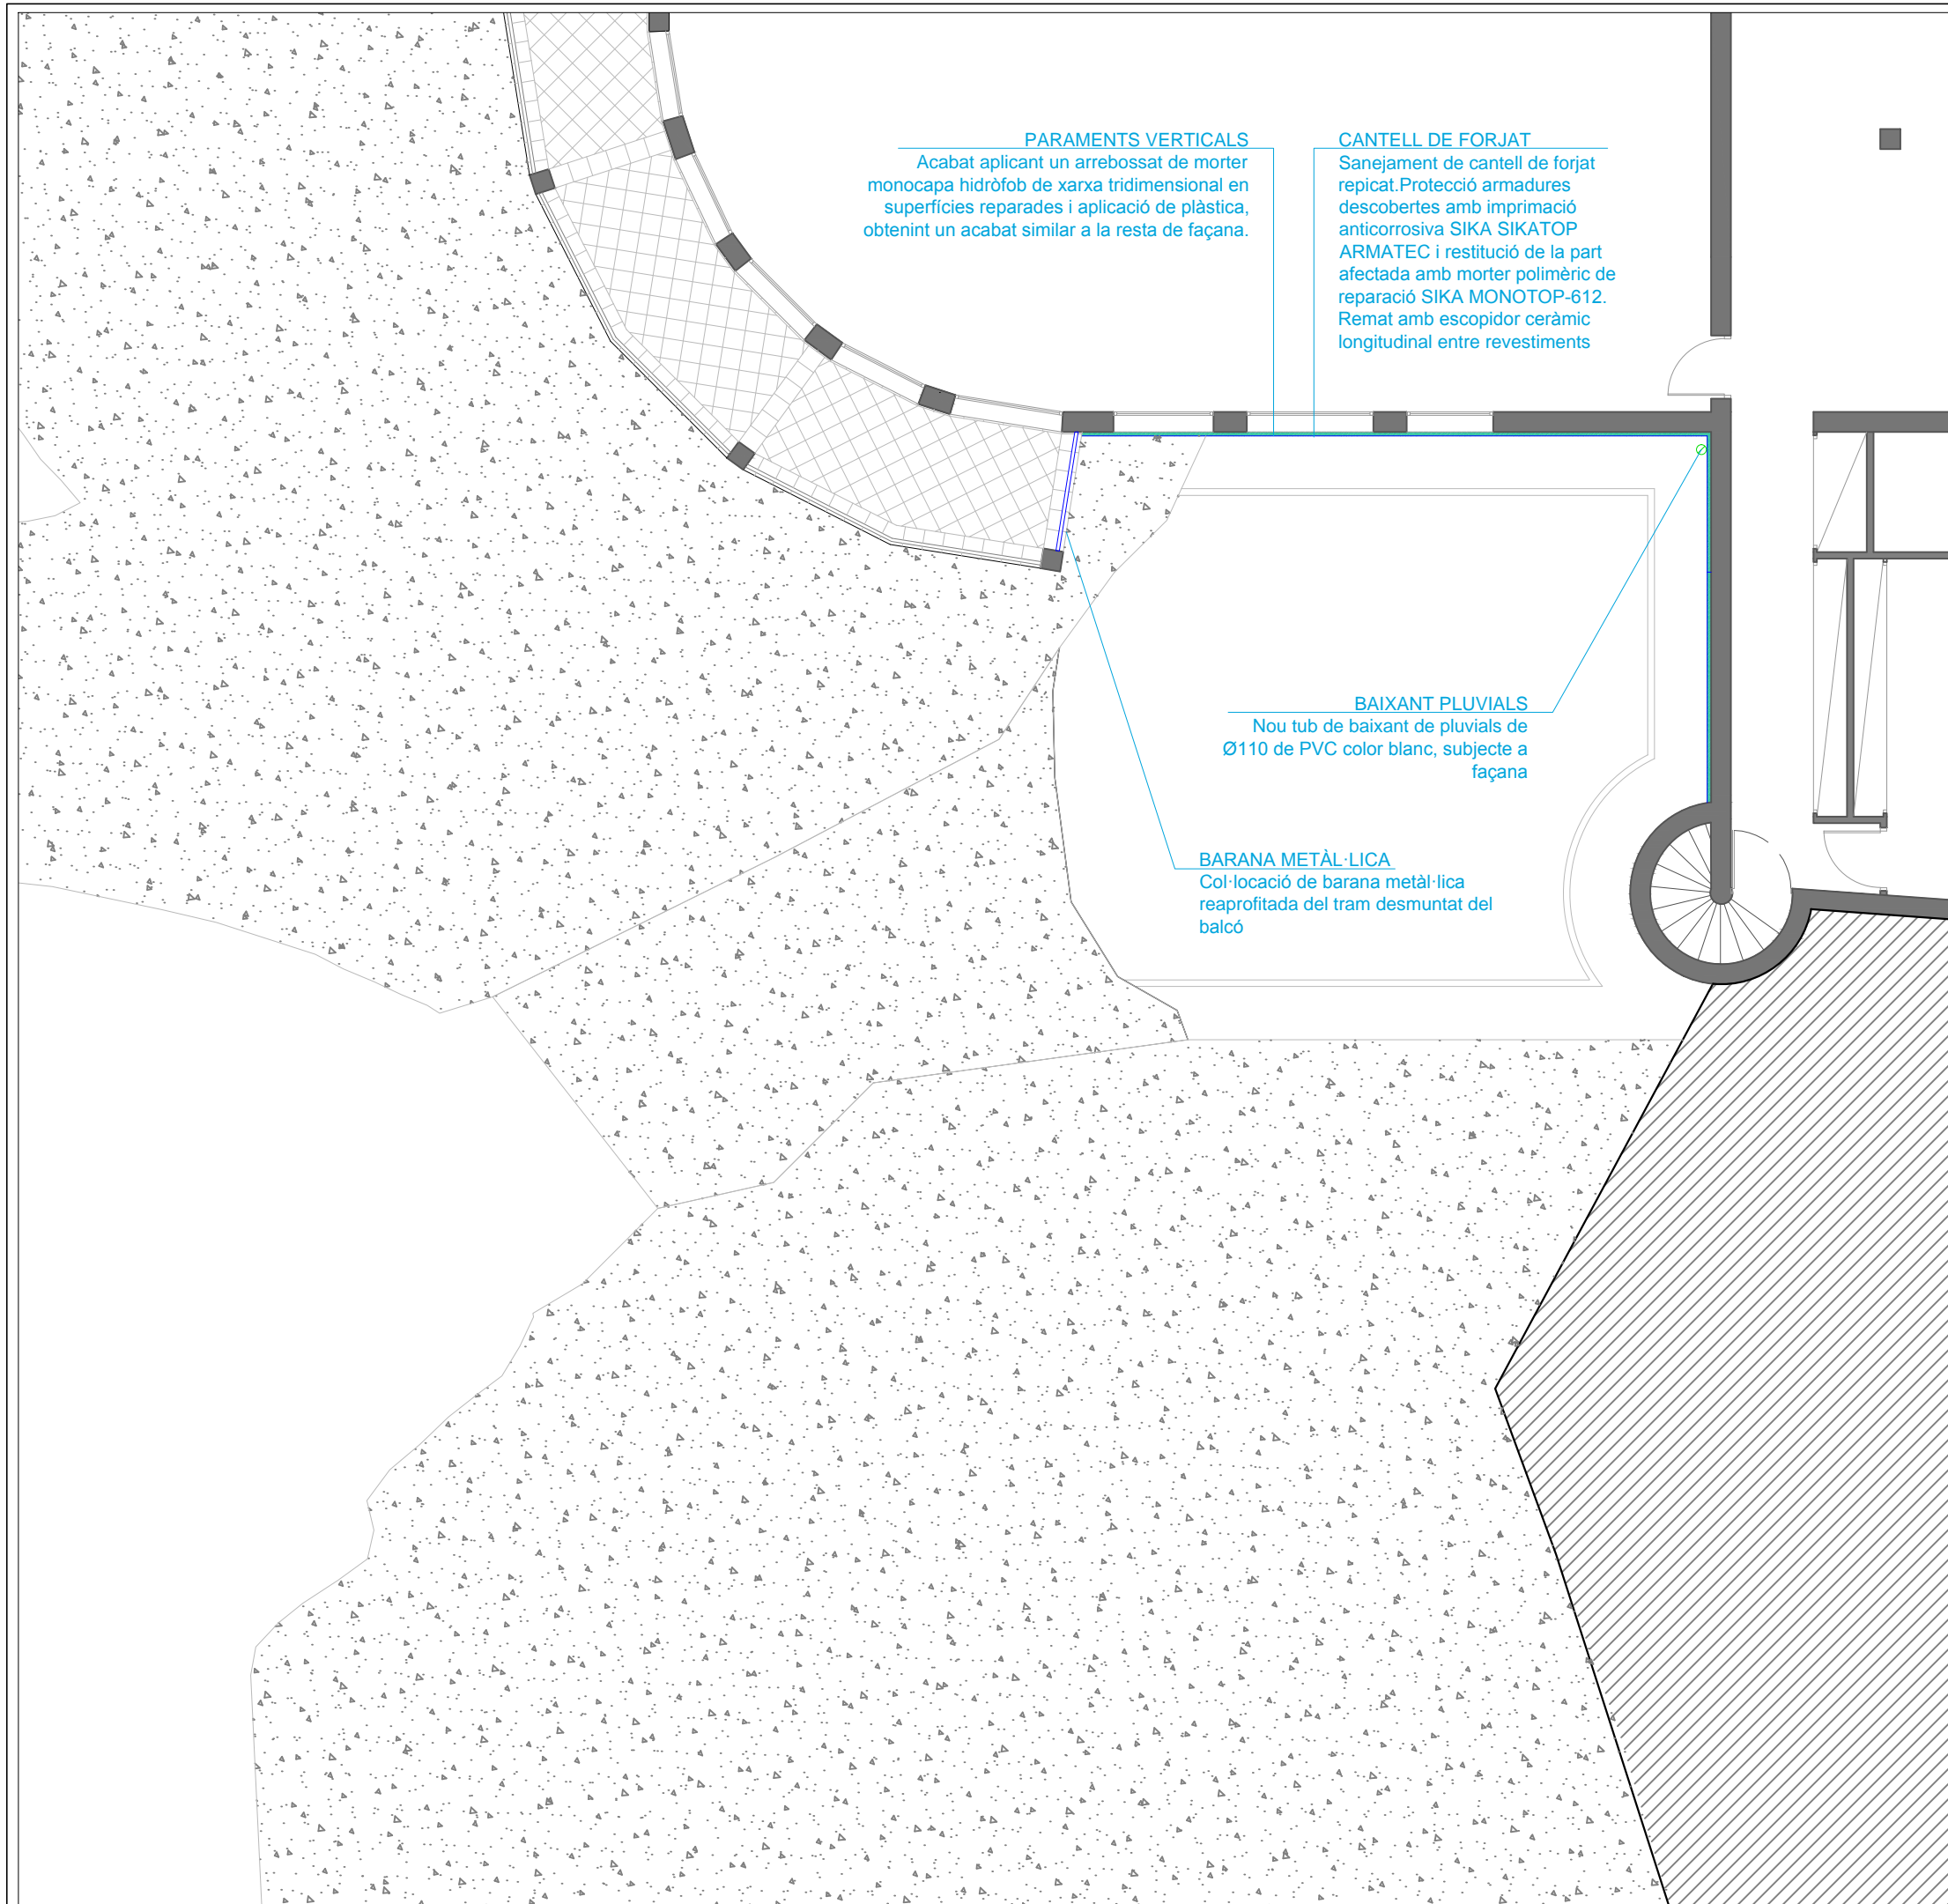 PARAMENTS VERTICALS
Acabat aplicant un arrebossat de morter
monocapa hidròfob de xarxa tridimensional en
superfícies reparades i aplicació de plàstica,
obtenint un acabat similar a la resta de façana.
CANTELL DE FORJAT
Sanejament de cantell de forjat
repicat.Protecció armadures
descobertes amb imprimació
anticorrosiva SIKA SIKATOP
ARMATEC i restitució de la part
afectada amb morter polimèric de
reparació SIKA MONOTOP-612.
Remat amb escopidor ceràmic
longitudinal entre revestiments
BAIXANT PLUVIALS
Nou tub de baixant de pluvials de
Ø110 de PVC color blanc, subjecte a
façana
BARANA METÀL·LICA
Col·locació de barana metàl·lica
reaprofitada del tram desmuntat del
balcó